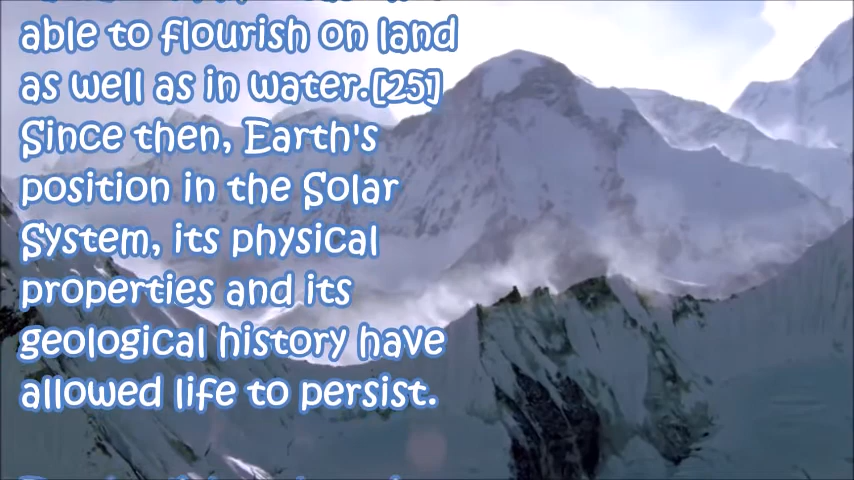 able to flourish on land
as well as in water.[25]
Since then, Earth's
position in the Solar
System, its physical
properties and its
geological history have
allowed life to persist.